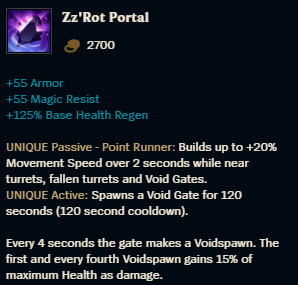 Zz'Rot Portal
2700
+55 Armor
+55 Magic Resist
+125% Base Health Regen
UNIQUE Passive - Point Runner: Builds up to +20%
Movement Speed over 2 seconds while near
turrets, fallen turrets and Void Gates.
UNIQUE Active: Spawns a Void Gate for 120
seconds (120 second cooldown).
Every 4 seconds the gate makes a Voidspawn. The
first and every fourth Voidspawn gains 15% of
maximum Health as damage.